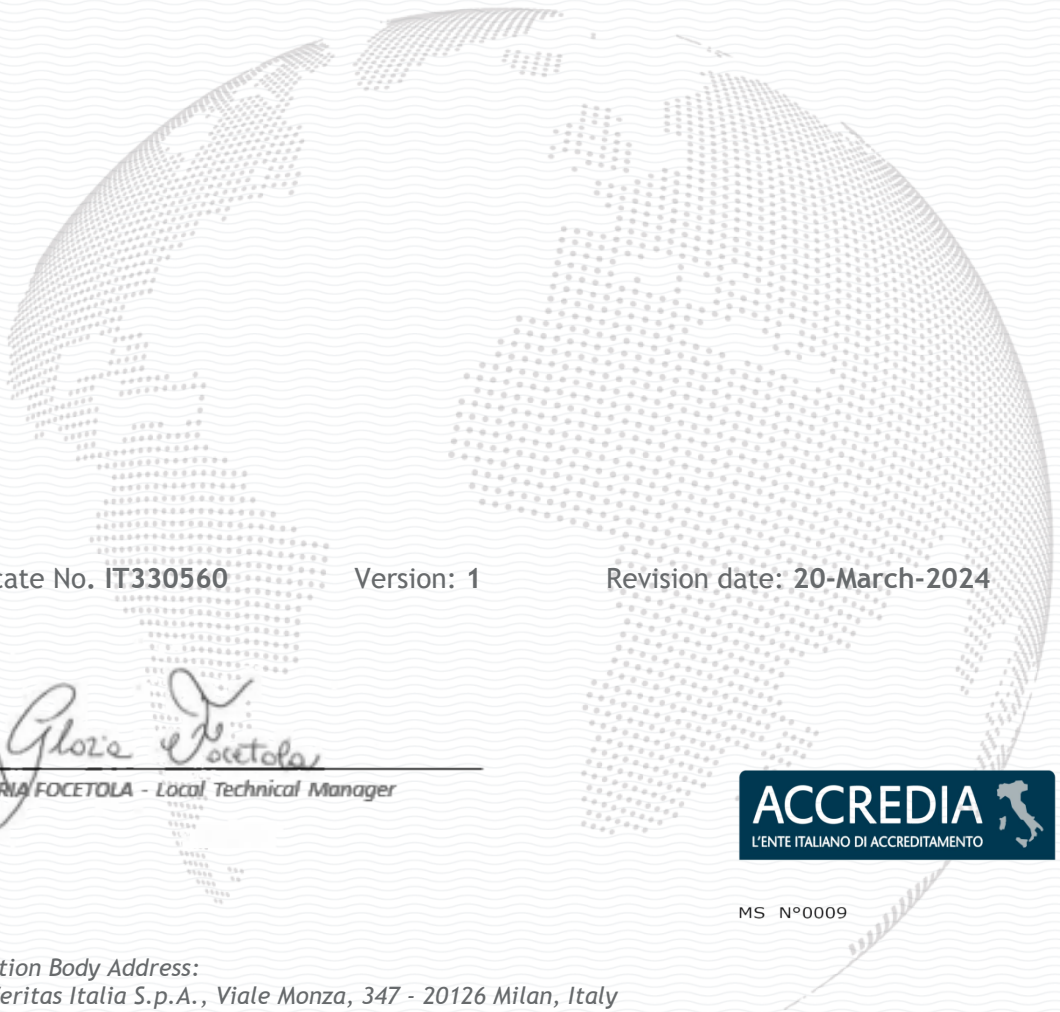 cate No. IT330560 Version: 1 Revision date: 20-March-2024
Gloria Focetola
RIA FOCETOLA - Local Technical Manager
ACCREDIA
L'ENTE ITALIANO DI ACCREDITAMENTO
MS N°0009
tion Body Address:
eritas Italia S.p.A., Viale Monza, 347 - 20126 Milan, Italy